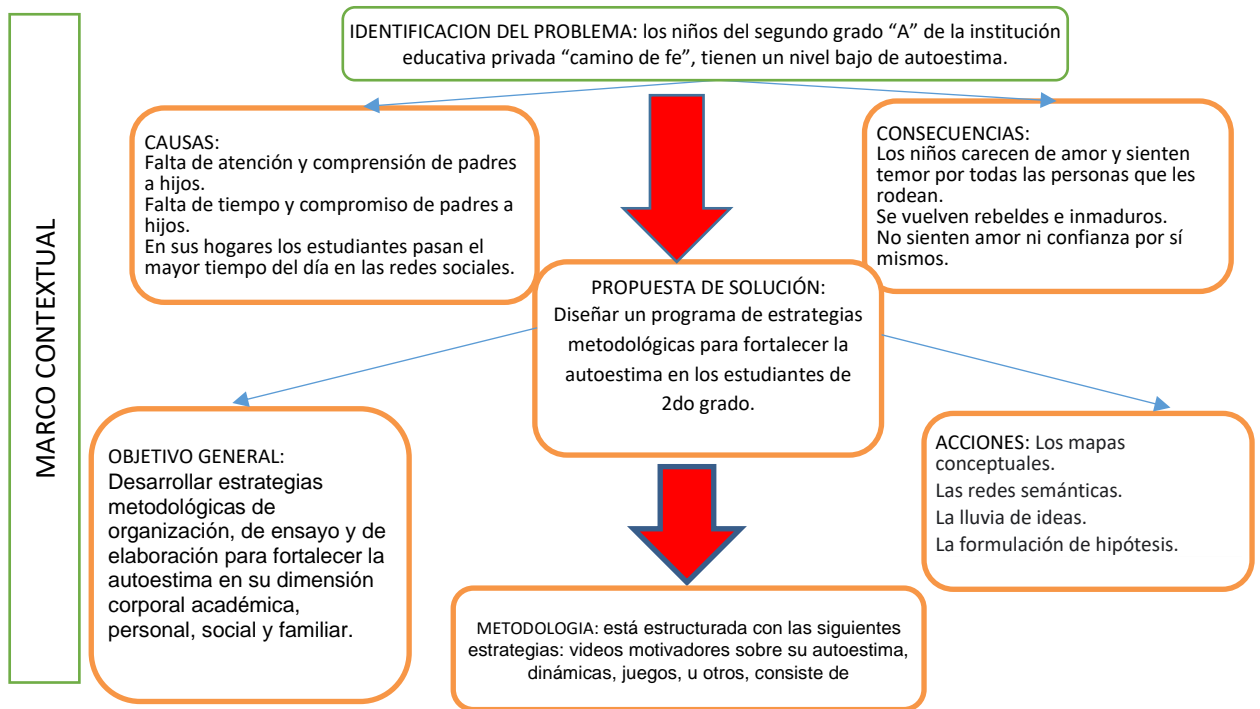 MARCO CONTEXTUAL
IDENTIFICACION DEL PROBLEMA: los niños del segundo grado “A” de la institución
educativa privada “camino de fe”, tienen un nivel bajo de autoestima.
CAUSAS:
Falta de atención y comprensión de padres
a hijos.
Falta de tiempo y compromiso de padres a
hijos.
En sus hogares los estudiantes pasan el
mayor tiempo del día en las redes sociales.
CONSECUENCIAS:
Los niños carecen de amor y sienten
temor por todas las personas que les
rodean.
Se vuelven rebeldes e inmaduros.
No sienten amor ni confianza por sí
mismos.
PROPUESTA DE SOLUCIÓN:
Diseñar un programa de estrategias
metodológicas para fortalecer la
autoestima en los estudiantes de
2do grado.
OBJETIVO GENERAL:
Desarrollar estrategias
metodológicas de
organización, de ensayo y de
elaboración para fortalecer la
autoestima en su dimensión
corporal académica,
personal, social y familiar.
ACCIONES: Los mapas
conceptuales.
Las redes semánticas.
La lluvia de ideas.
La formulación de hipótesis.
METODOLOGIA: está estructurada con las siguientes
estrategias: videos motivadores sobre su autoestima,
dinámicas, juegos, u otros, consiste de